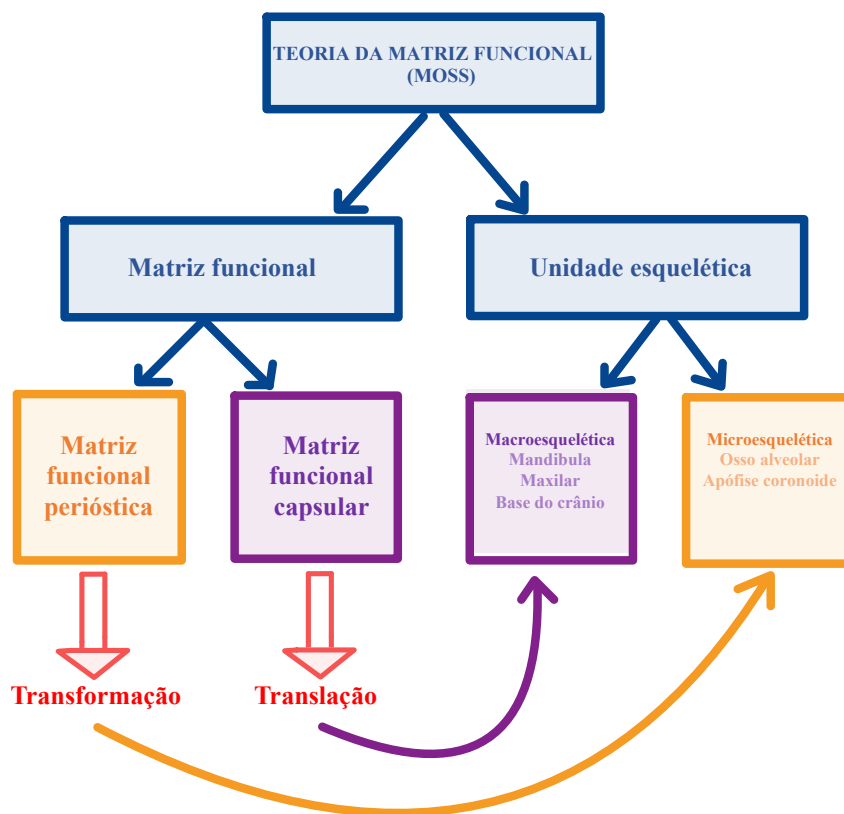 TEORIA DA MATRIZ FUNCIONAL
(MOSS)
Matriz funcional
Unidade esquelética
Matriz
funcional
perióstica
Matriz
funcional
capsular
Macroesquelética
Mandibula
Maxilar
Base do crânio
Microesquelética
Osso alveolar
Apófise coronoide
Transformação
Translação